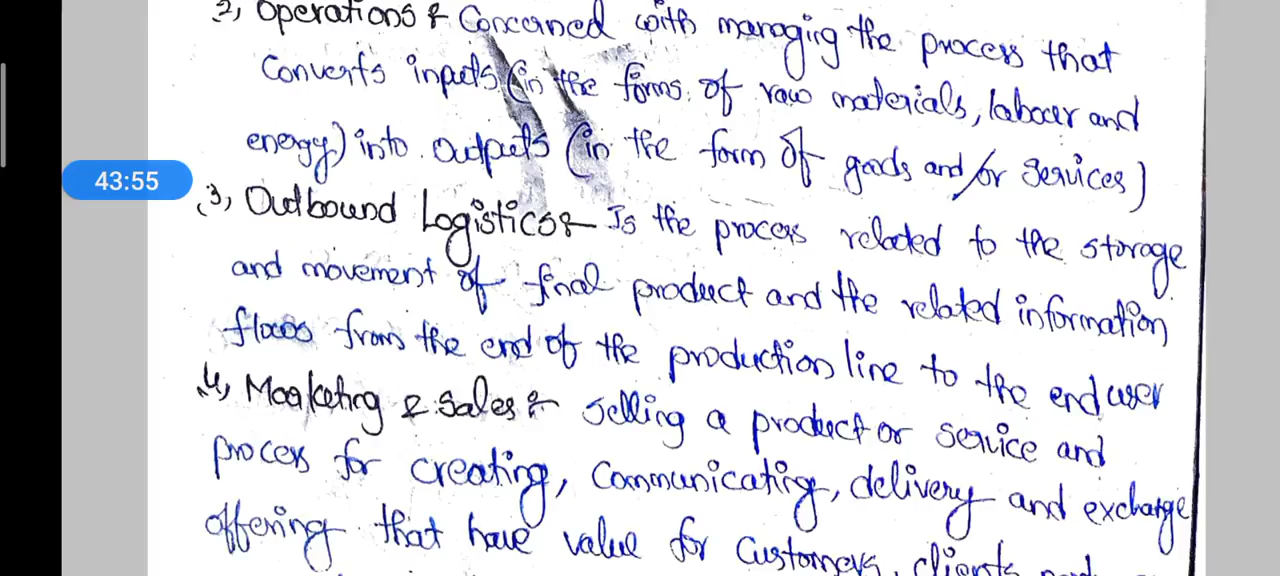 2, Operations :- Concerned with managing the process that
Converts inputs (in the forms of raw materials, labour and
energy) into outputs (in the form of goods and/or services)
43:55
3, Outbound Logistics :- Is the process related to the storage
and movement of final product and the related information
flows from the end of the production line to the end user
4, Marketing & Sales :- Selling a product or service and
process for creating, communicating, delivery and exchange
offering that have value for customers, clients and